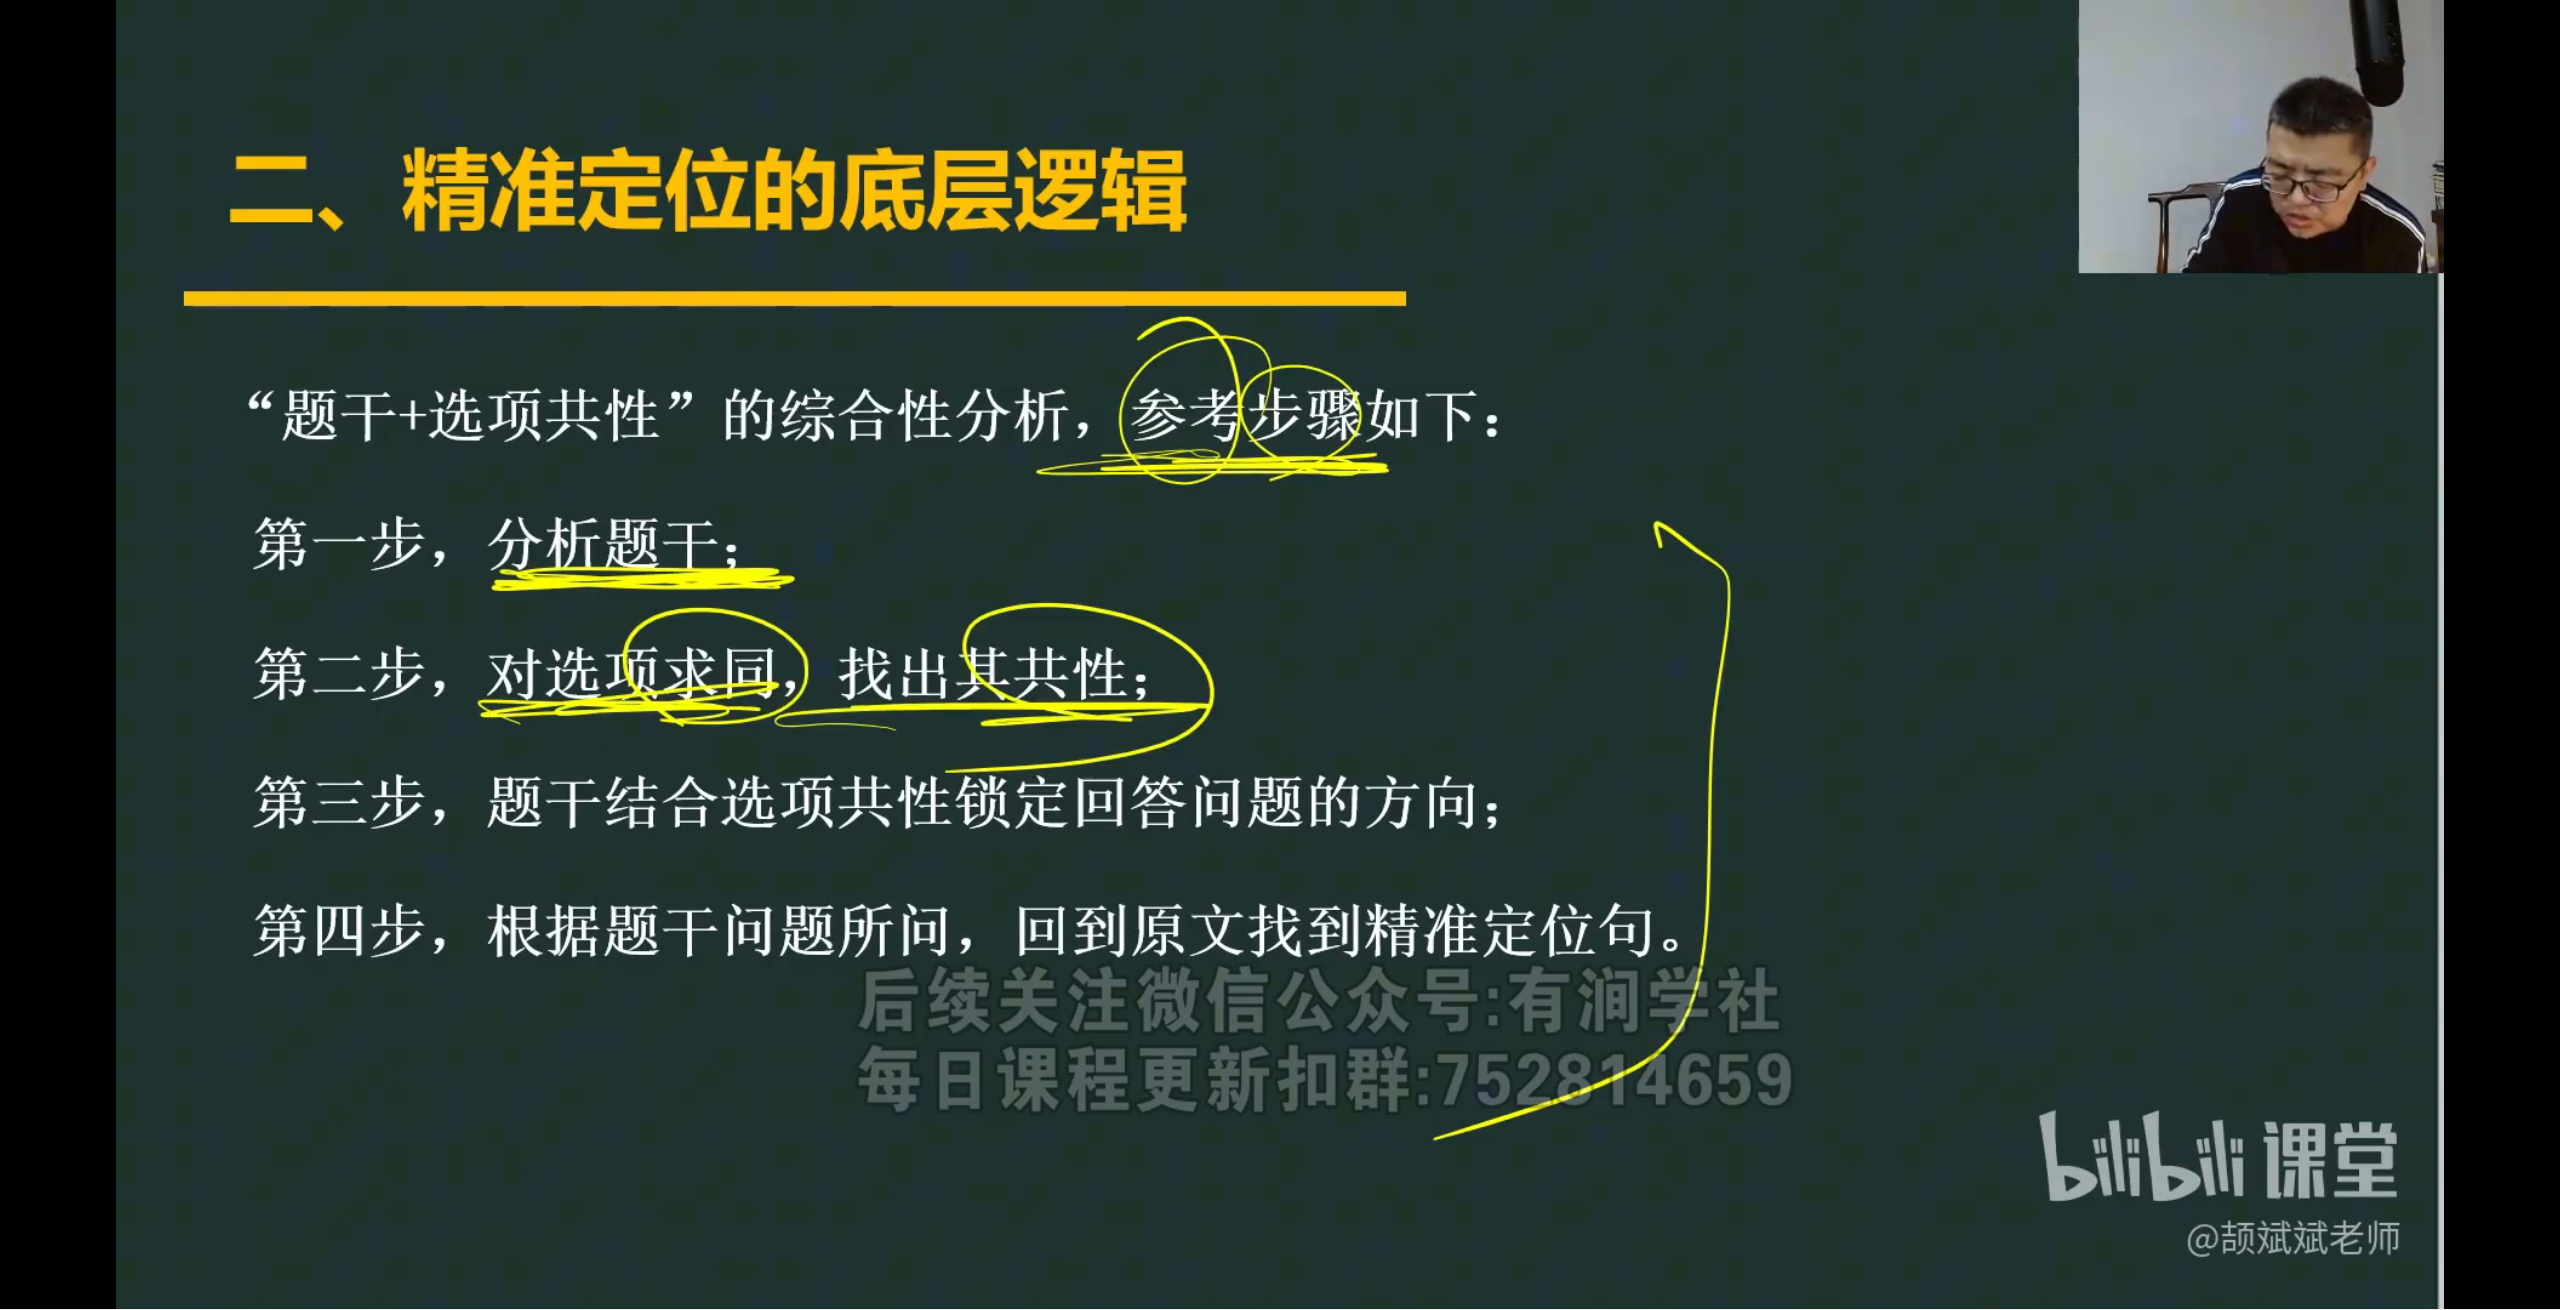 二、精准定位的底层逻辑
“题干+选项共性”的综合性分析，参考步骤如下：
第一步，分析题干；
第二步，对选项求同，找出其共性；
第三步，题干结合选项共性锁定回答问题的方向；
第四步，根据题干问题所问，回到原文找到精准定位句。
后续关注微信公众号:有涧学社
每日课程更新扣群:752814659
bilibili课堂
@颉斌斌老师